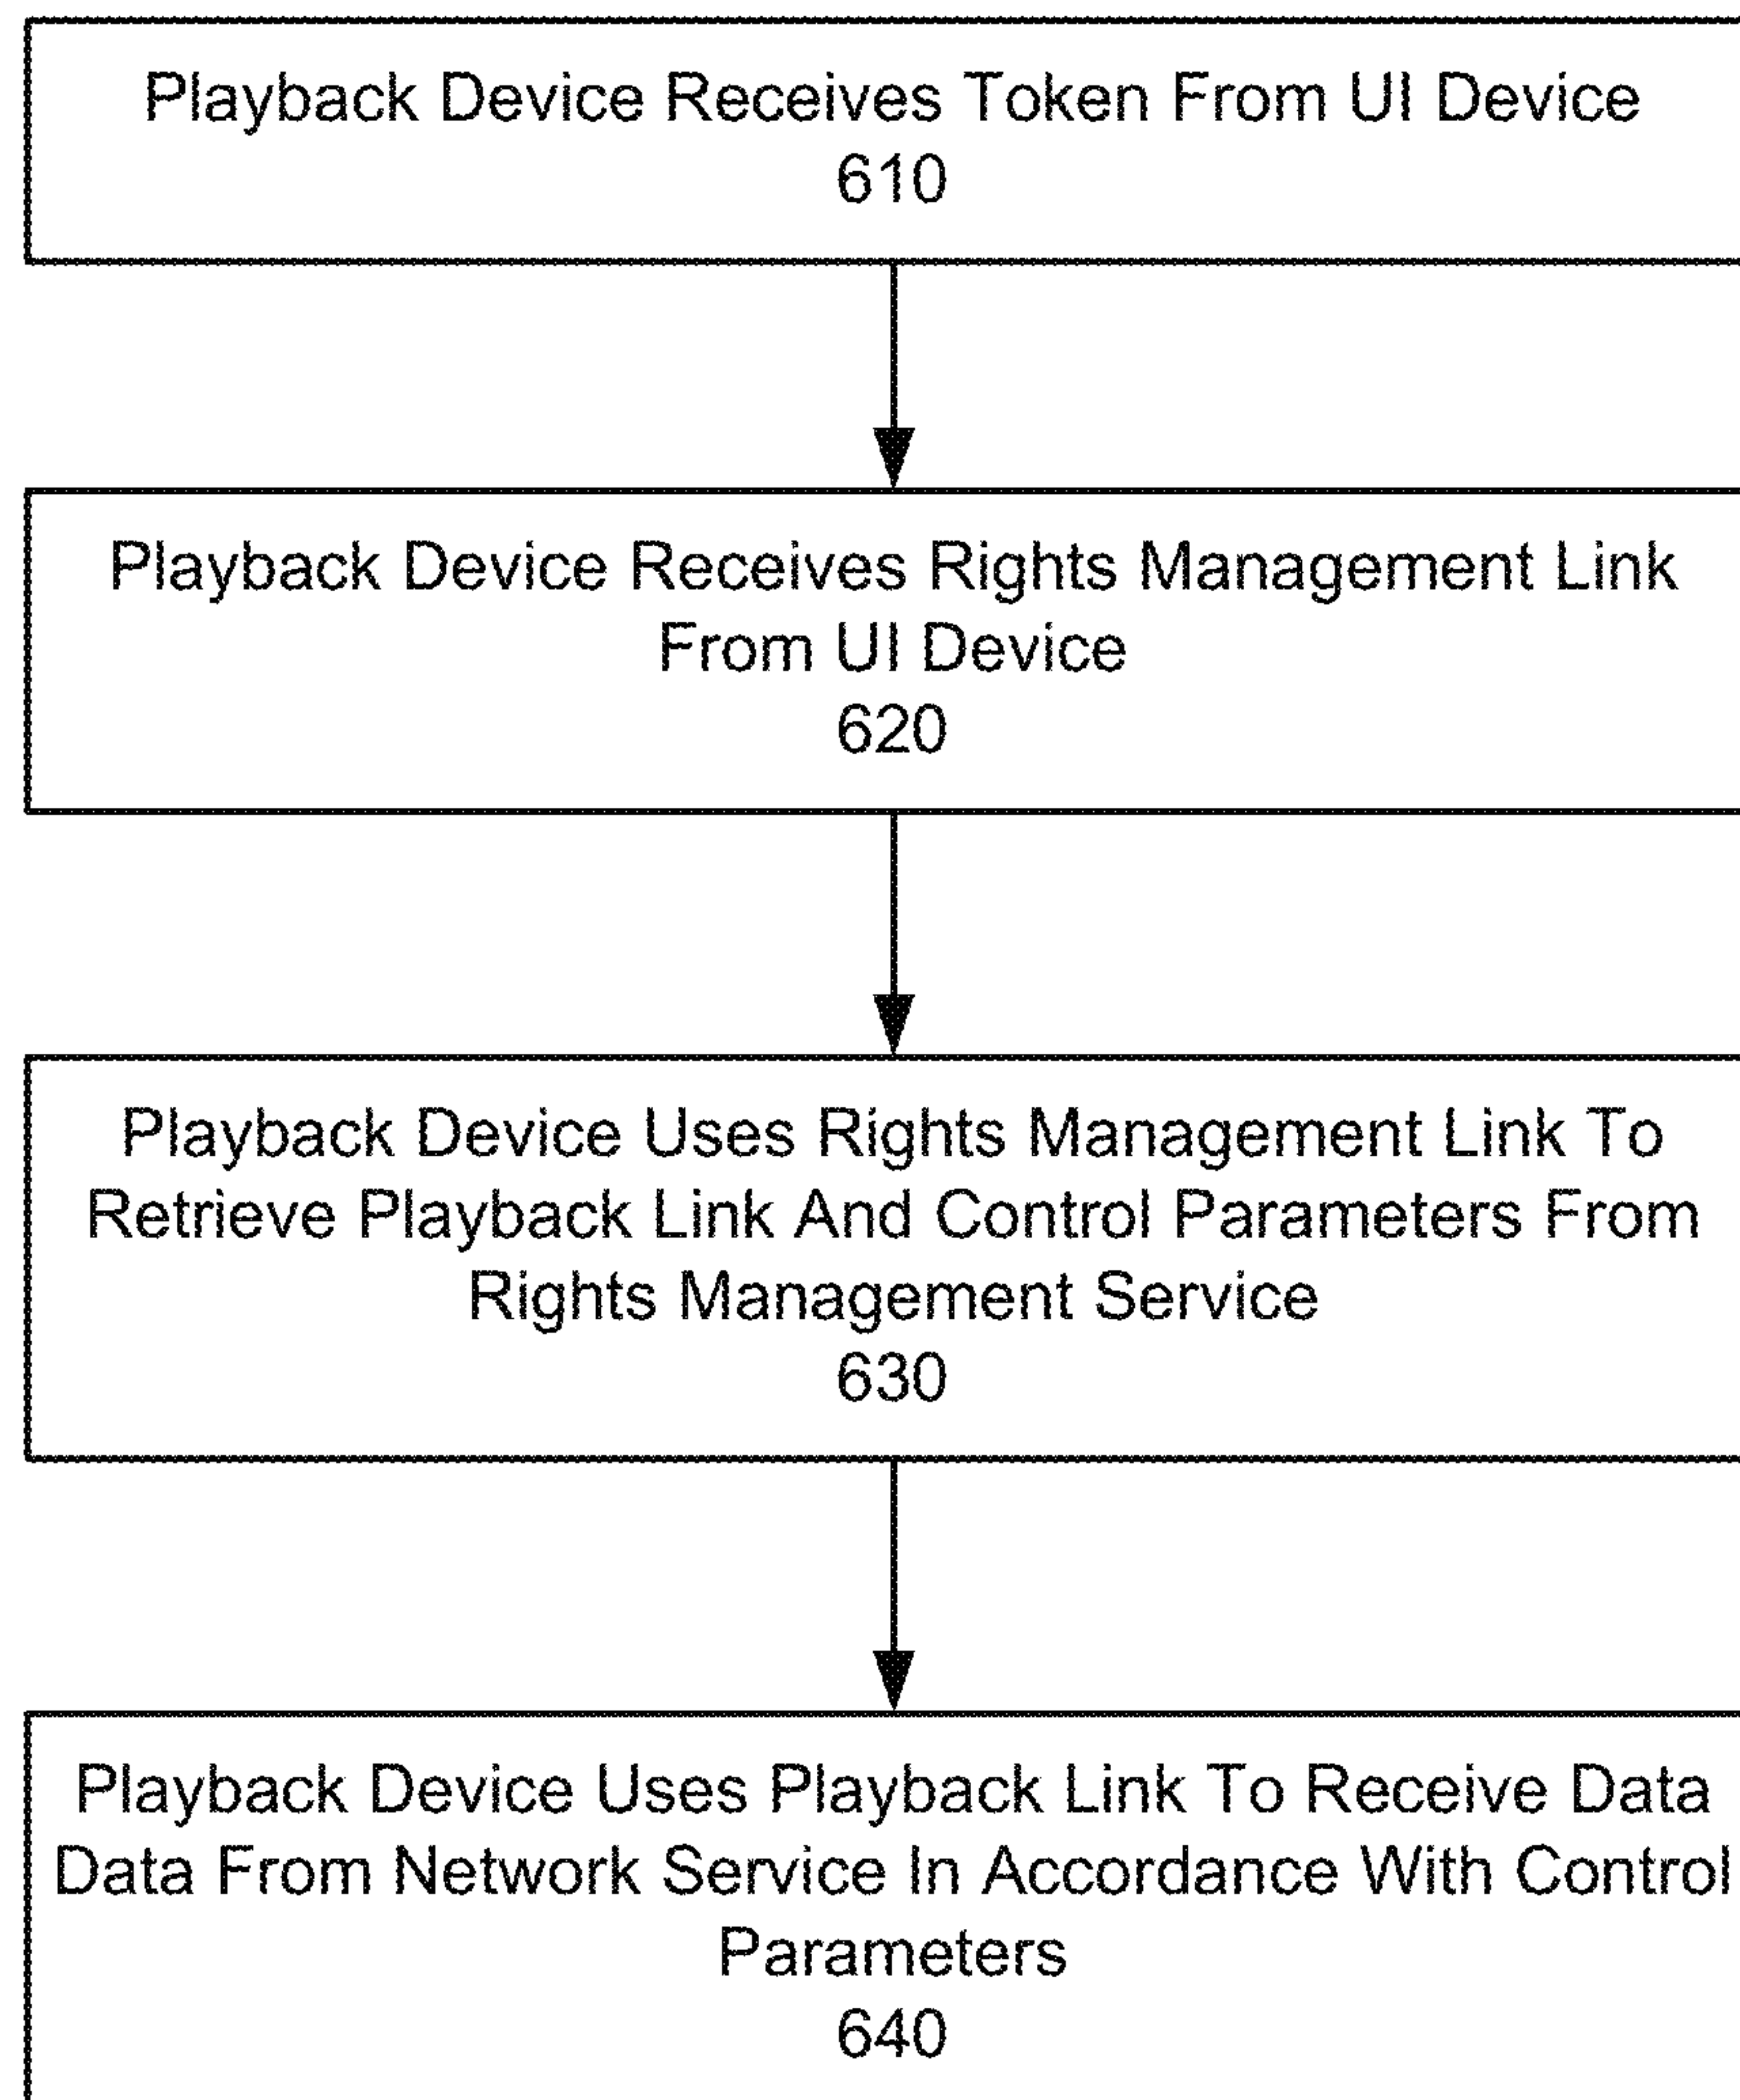 Playback Device Receives Token From UI Device
610
Playback Device Receives Rights Management Link
From UI Device
620
Playback Device Uses Rights Management Link To
Retrieve Playback Link And Control Parameters From
Rights Management Service
630
Playback Device Uses Playback Link To Receive Data
Data From Network Service In Accordance With Control
Parameters
640